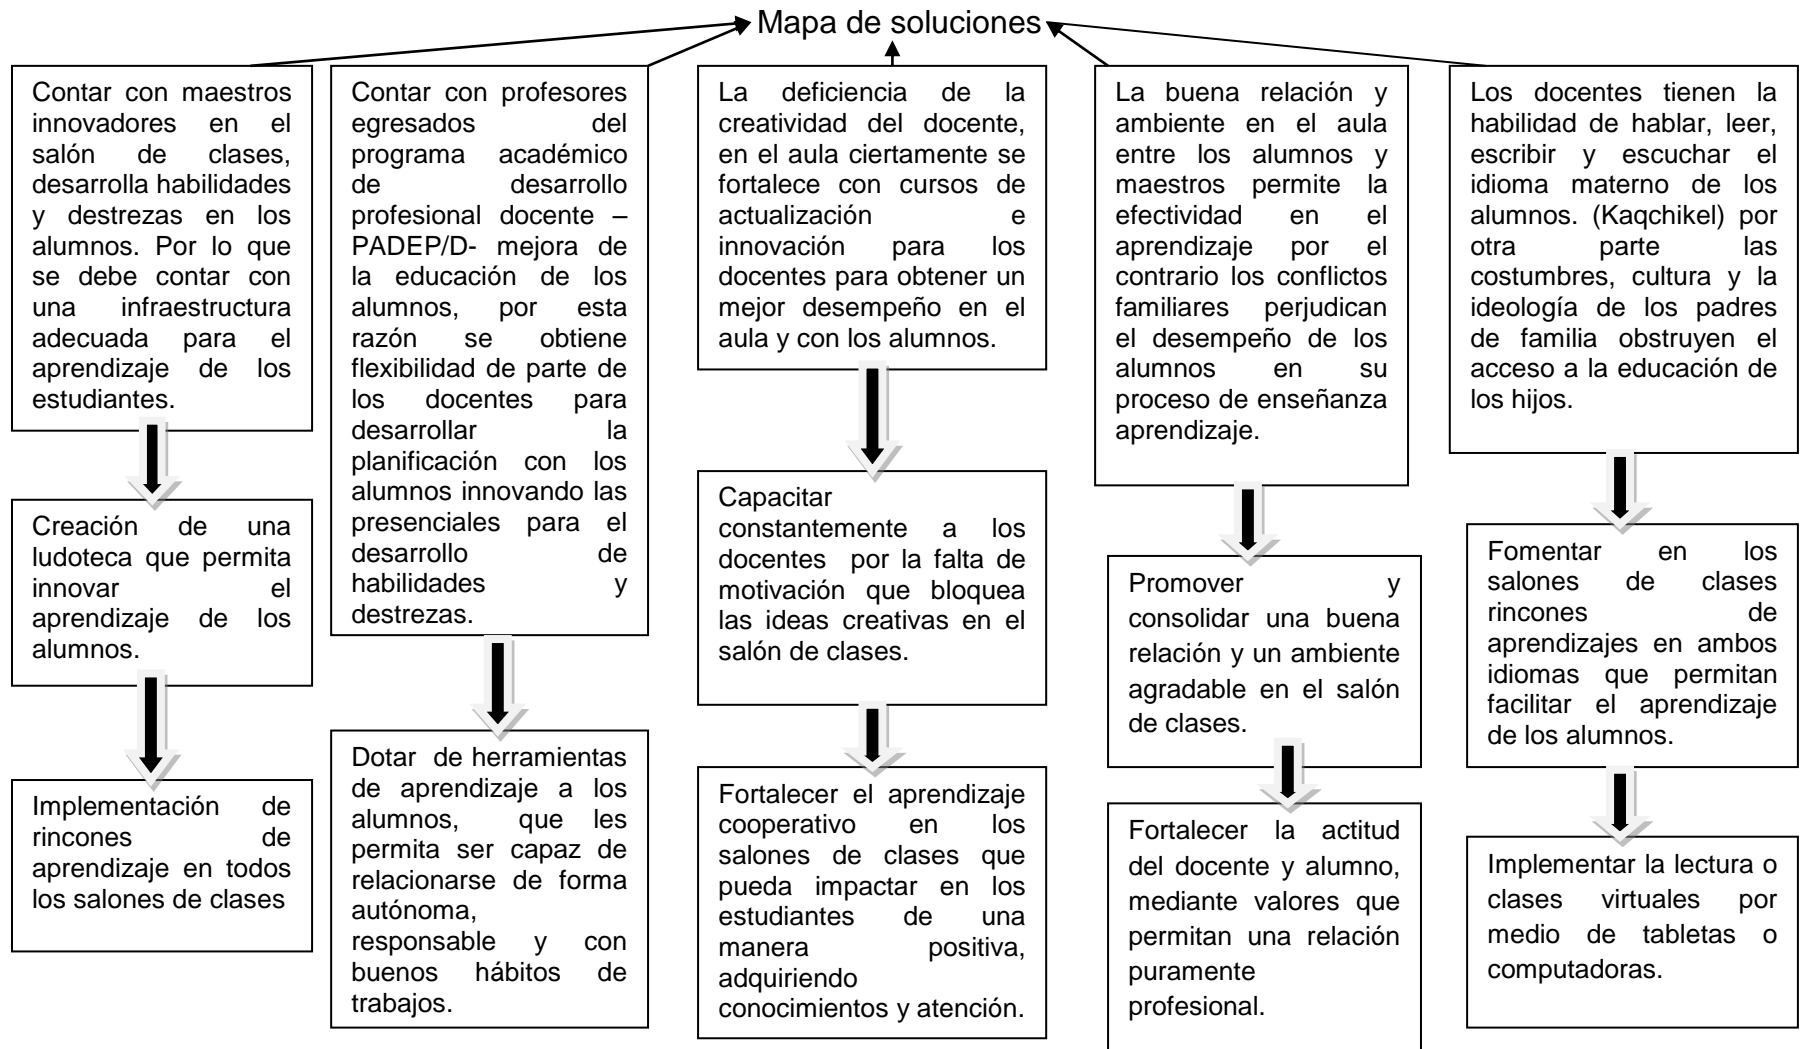 Mapa de soluciones
Contar con maestros
innovadores en el
salón de clases,
desarrolla habilidades
y destrezas en los
alumnos. Por lo que
se debe contar con
una infraestructura
adecuada para el
aprendizaje de los
estudiantes.
Creación de una
ludoteca que permita
innovar el
aprendizaje de los
alumnos.
Implementación de
rincones de
aprendizaje en todos
los salones de clases
Contar con profesores
egresados del
programa académico
de desarrollo
profesional docente –
PADEP/D- mejora de
la educación de los
alumnos, por esta
razón se obtiene
flexibilidad de parte de
los docentes para
desarrollar la
planificación con los
alumnos innovando las
presenciales para el
desarrollo de
habilidades y
destrezas.
Dotar de herramientas
de aprendizaje a los
alumnos, que les
permita ser capaz de
relacionarse de forma
autónoma,
responsable y con
buenos hábitos de
trabajos.
La deficiencia de la
creatividad del docente,
en el aula ciertamente se
fortalece con cursos de
actualización e
innovación para los
docentes para obtener un
mejor desempeño en el
aula y con los alumnos.
Capacitar
constantemente a los
docentes por la falta de
motivación que bloquea
las ideas creativas en el
salón de clases.
Fortalecer el aprendizaje
cooperativo en los
salones de clases que
pueda impactar en los
estudiantes de una
manera positiva,
adquiriendo
conocimientos y atención.
La buena relación y
ambiente en el aula
entre los alumnos y
maestros permite la
efectividad en el
aprendizaje por el
contrario los conflictos
familiares perjudican
el desempeño de los
alumnos en su
proceso de enseñanza
aprendizaje.
Promover y
consolidar una buena
relación y un ambiente
agradable en el salón
de clases.
Fortalecer la actitud
del docente y alumno,
mediante valores que
permitan una relación
puramente
profesional.
Los docentes tienen la
habilidad de hablar, leer,
escribir y escuchar el
idioma materno de los
alumnos. (Kaqchikel) por
otra parte las
costumbres, cultura y la
ideología de los padres
de familia obstruyen el
acceso a la educación de
los hijos.
Fomentar en los
salones de clases
rincones de
aprendizajes en ambos
idiomas que permitan
facilitar el aprendizaje
de los alumnos.
Implementar la lectura o
clases virtuales por
medio de tabletas o
computadoras.